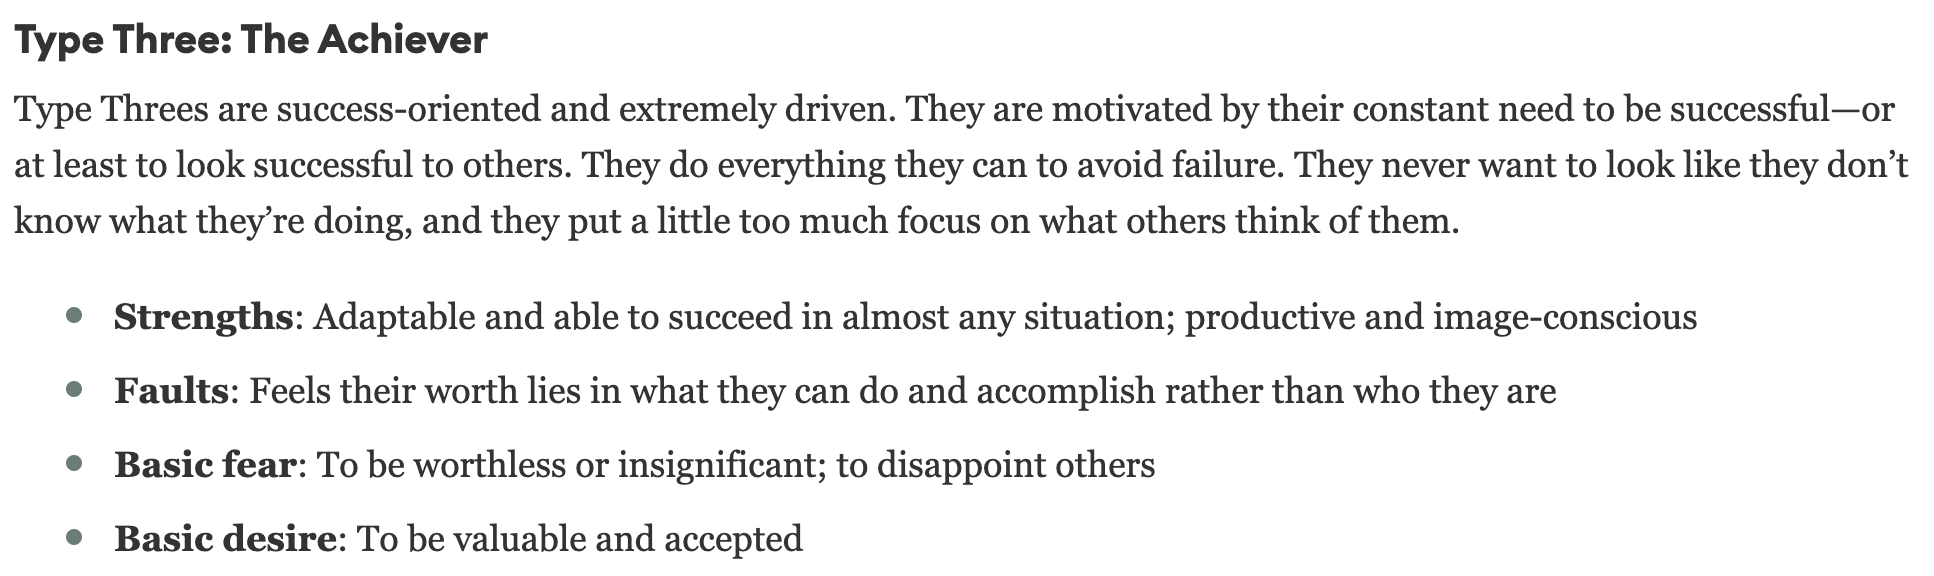 Type Three: The Achiever
Type Threes are success-oriented and extremely driven. They are motivated by their constant need to be successful—or
at least to look successful to others. They do everything they can to avoid failure. They never want to look like they don’t
know what they’re doing, and they put a little too much focus on what others think of them.
• Strengths: Adaptable and able to succeed in almost any situation; productive and image-conscious
• Faults: Feels their worth lies in what they can do and accomplish rather than who they are
• Basic fear: To be worthless or insignificant; to disappoint others
• Basic desire: To be valuable and accepted